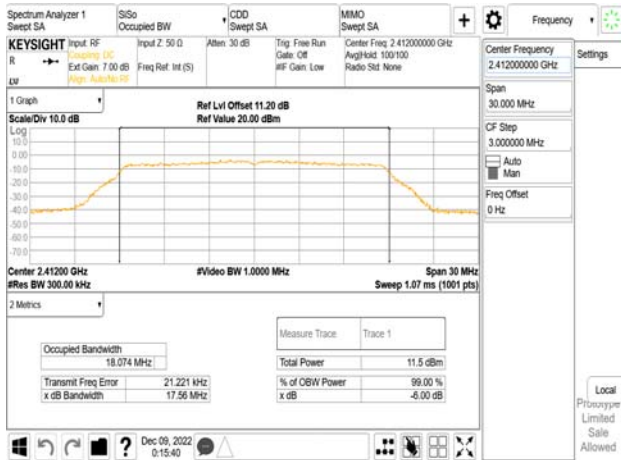 Spectrum Analyzer 1
Swept SA
SiSo
Occupied BW
CDD
Swept SA
MIMO
Swept SA
+
Frequency
KEYSIGHT
R
LXI
Input: RF
Coupling: DC
Ext Gain: 7.00 dB
Align: Auto/No RF
Input Z: 50 Ω
Freq Ref: Int (S)
Atten: 30 dB
Trig: Free Run
Gate: Off
#IF Gain: Low
Center Freq: 2.412000000 GHz
Avg|Hold: 100/100
Radio Std: None
Center Frequency
2.412000000 GHz
Settings
Span
30.000 MHz
CF Step
3.000000 MHz
Auto
Man
Freq Offset
0 Hz
1 Graph
Scale/Div 10.0 dB
Ref Lvl Offset 11.20 dB
Ref Value 20.00 dBm
Log
10.0
0.00
-10.0
-20.0
-30.0
-40.0
-50.0
-60.0
-70.0
Center 2.41200 GHz
#Res BW 300.00 kHz
#Video BW 1.0000 MHz
Span 30 MHz
Sweep 1.07 ms (1001 pts)
2 Metrics
Measure Trace
Trace 1
Occupied Bandwidth
18.074 MHz
Total Power
11.5 dBm
Transmit Freq Error
21.221 kHz
% of OBW Power
99.00 %
x dB Bandwidth
17.56 MHz
x dB
-6.00 dB
Local
Prototype
Limited
Sale
Allowed
?
Dec 09, 2022
0:15:40